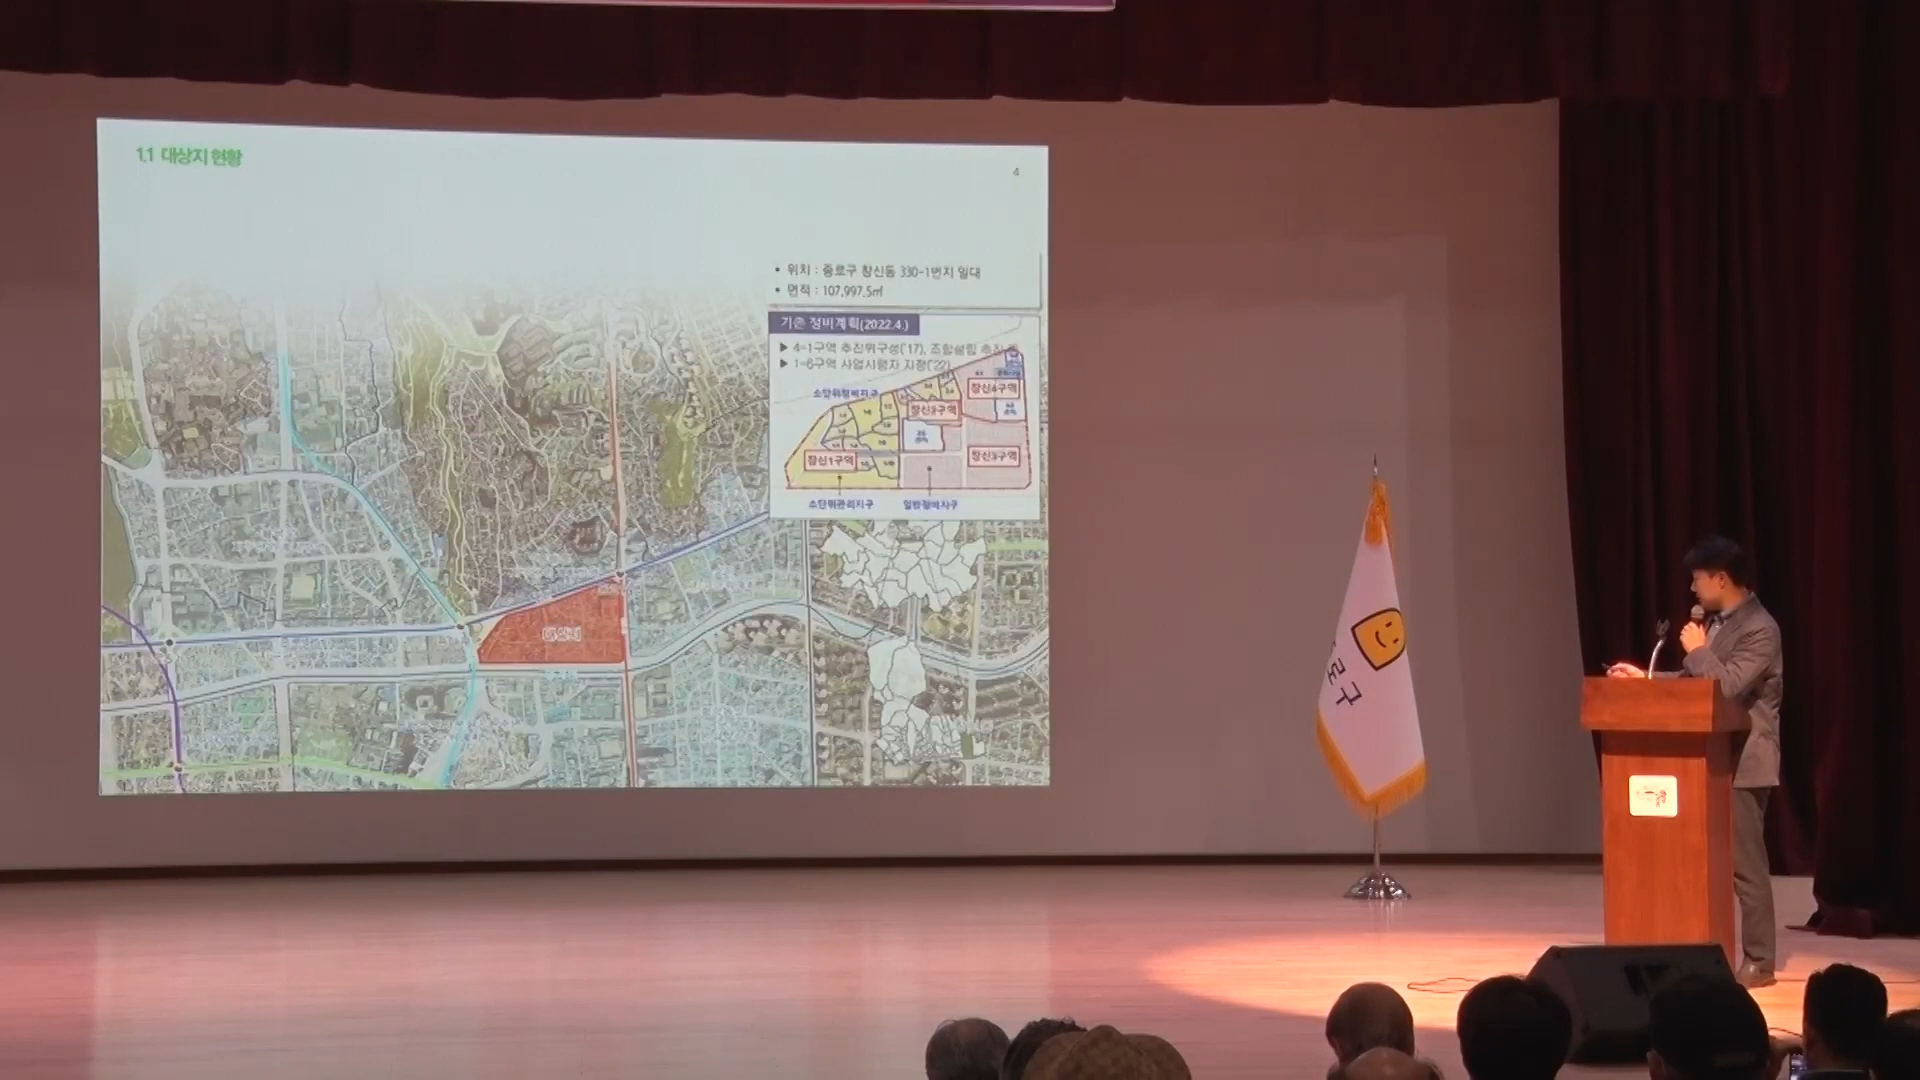 1.1 대상지 현황
4
• 위치 : 종로구 창신동 330-1번지 일대
• 면적 : 107,997.5㎡
기존 정비계획(2022.4.)
▶ 4-1구역 추진위구성('17), 조합설립 추진
▶ 1-6구역 사업시행자 지정('22)
소단위정비지구
창신4구역
창신2구역
창신1구역
창신3구역
소단위관리지구
일반정비지구
대상지
로구